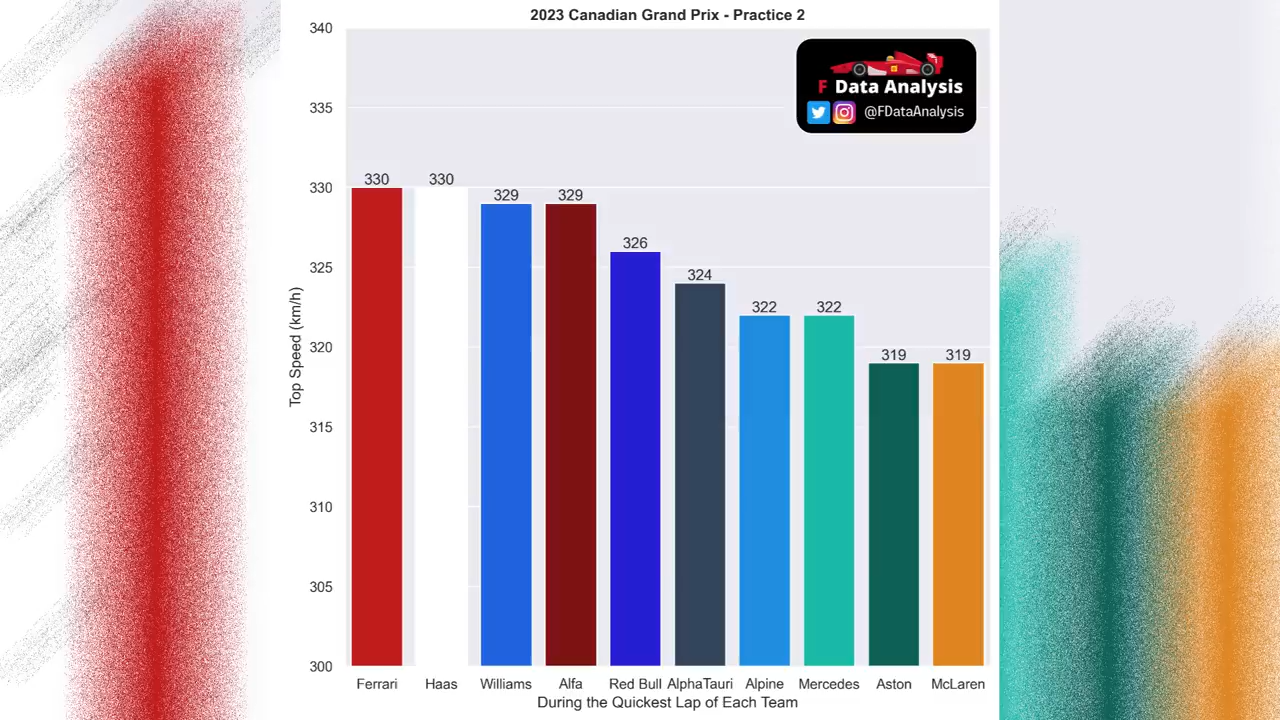 2023 Canadian Grand Prix - Practice 2
F Data Analysis
@FDataAnalysis
Top Speed (km/h)
340
335
330
325
320
315
310
305
300
330 330 329 329 326 324 322 322 319 319
Ferrari Haas Williams Alfa Red Bull AlphaTauri Alpine Mercedes Aston McLaren
During the Quickest Lap of Each Team